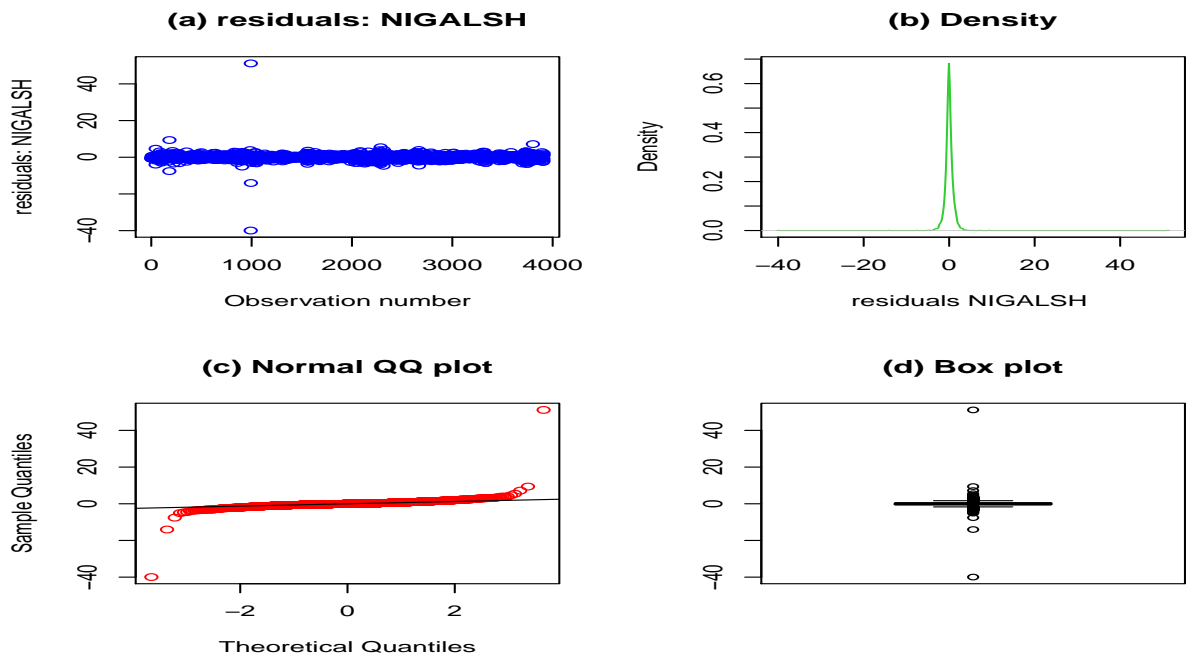 (a) residuals: NIGALSH
residuals: NIGALSH
40
20
0
−40
0 1000 2000 3000 4000
Observation number
(b) Density
Density
0.6
0.4
0.2
0.0
−40 −20 0 20 40
residuals NIGALSH
(c) Normal QQ plot
Sample Quantiles
40
20
0
−40
−2 0 2
Theoretical Quantiles
(d) Box plot
40
20
0
−40